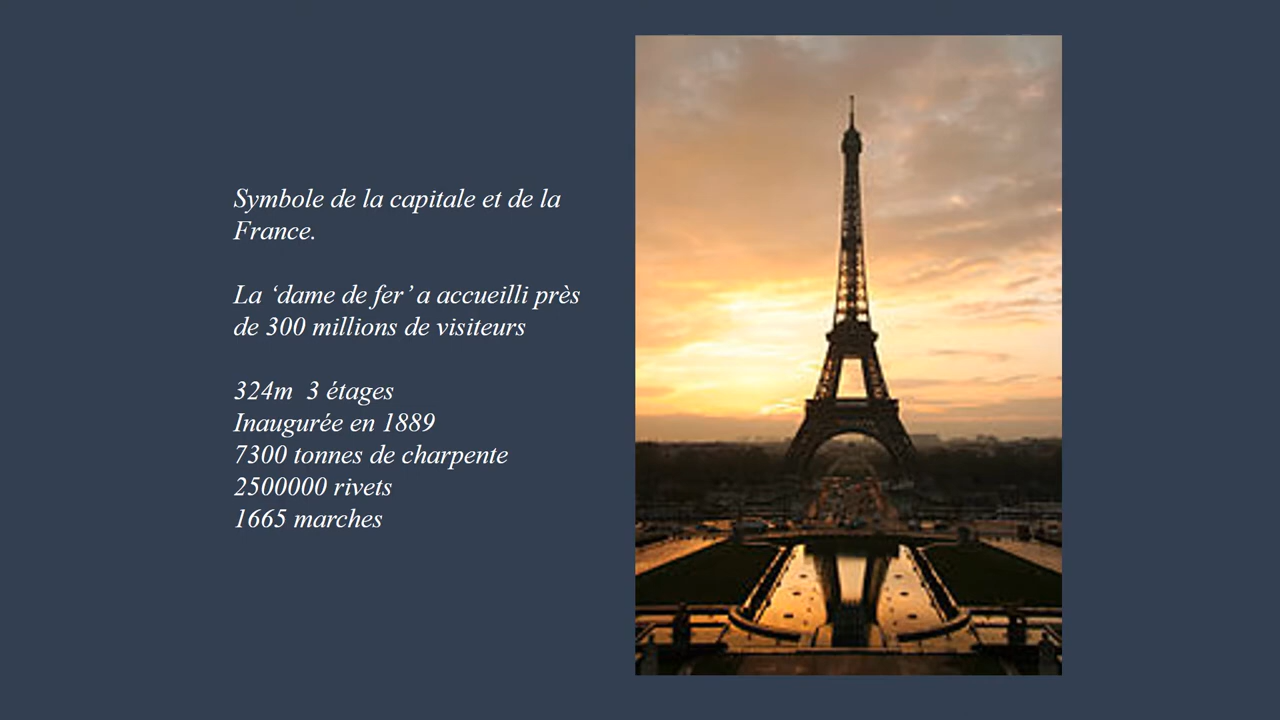 Symbole de la capitale et de la
France.
La ‘dame de fer’ a accueilli près
de 300 millions de visiteurs
324m  3 étages
Inaugurée en 1889
7300 tonnes de charpente
2500000 rivets
1665 marches